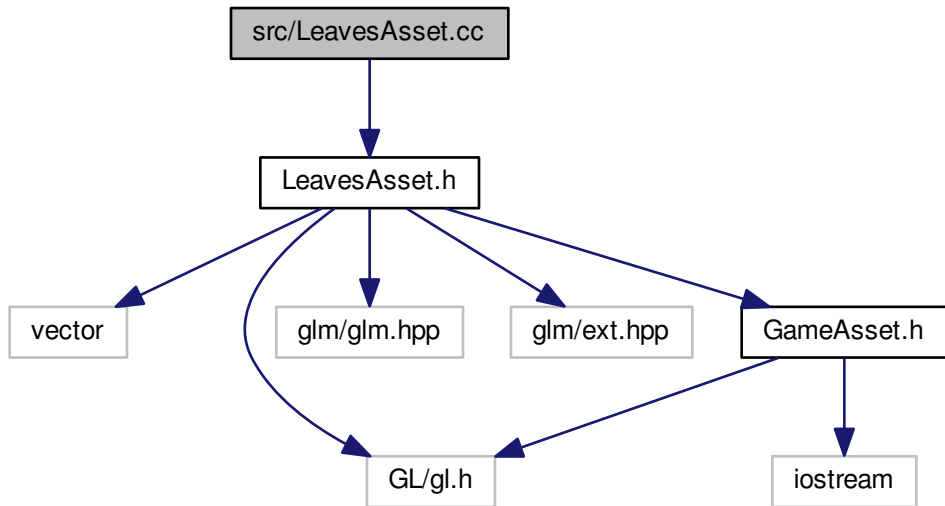 src/LeavesAsset.cc
LeavesAsset.h
vector
glm/glm.hpp
glm/ext.hpp
GameAsset.h
GL/gl.h
iostream